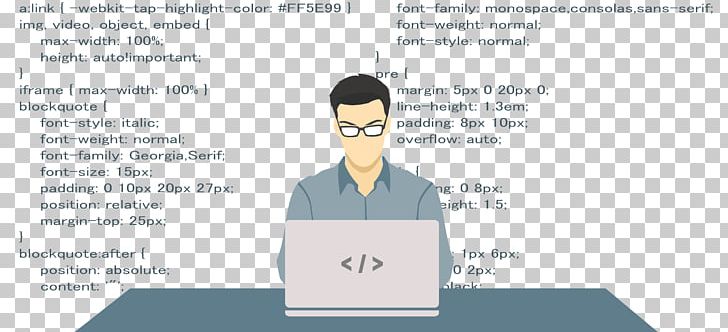 a:link { -webkit-tap-highlight-color: #FF5E99 }
img, video, object, embed {
max-width: 100%;
height: auto!important;
}
iframe { max-width: 100% }
blockquote {
font-style: italic;
font-weight: normal;
font-family: Georgia,Serif;
font-size: 15px;
padding: 0 10px 20px 27px;
position: relative;
margin-top: 25px;
}
blockquote:after {
position: absolute;
content: '"';
font-family: monospace,consolas,sans-serif;
font-weight: normal;
font-style: normal;
}
pre {
margin: 5px 0 20px 0;
line-height: 1.3em;
padding: 8px 10px;
overflow: auto;
}
{
: 0 8px;
: 1.5;
: 1px 6px;
</>